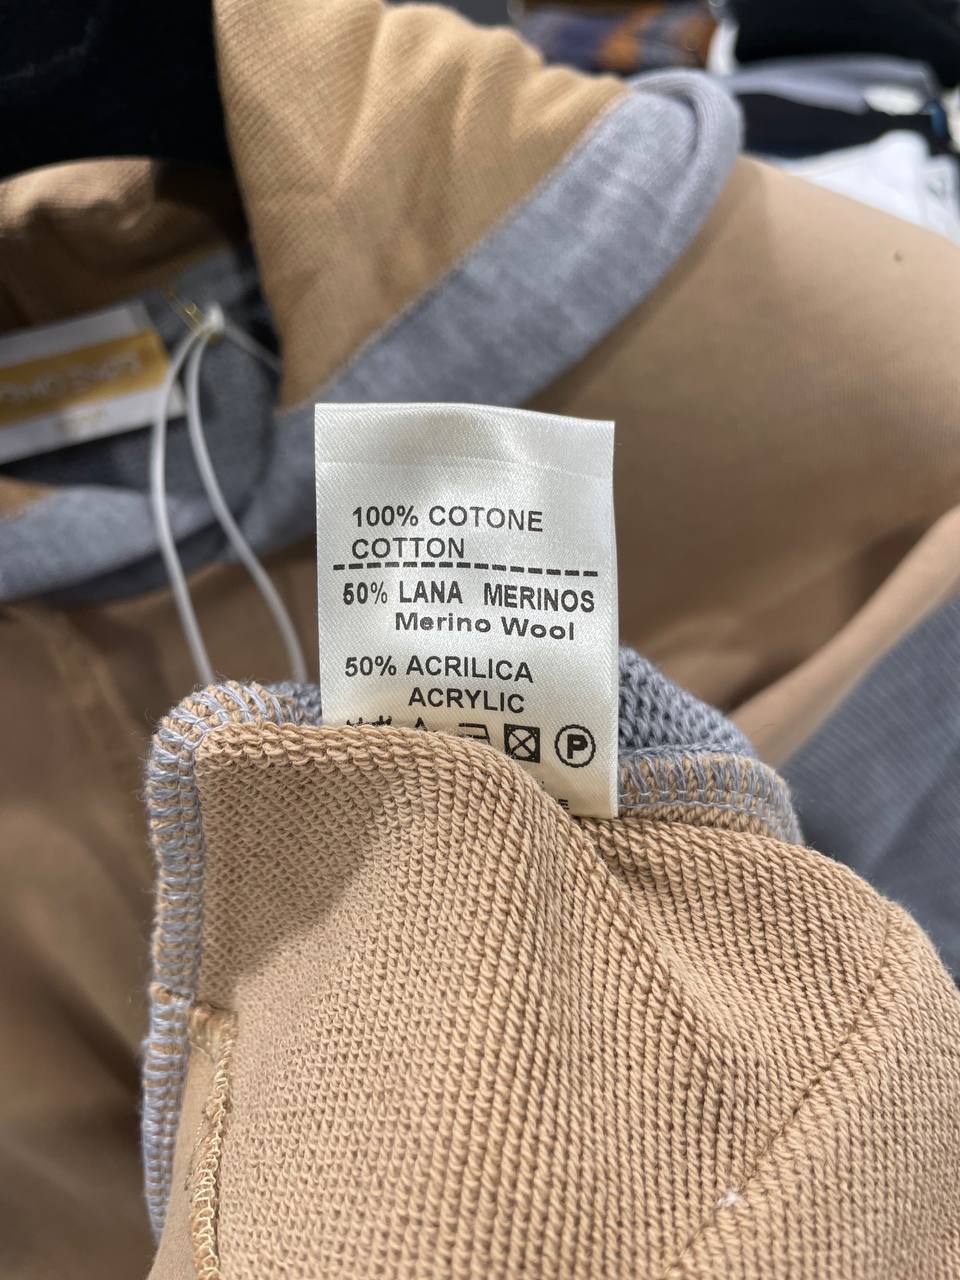 100% COTONE
COTTON
50% LANA MERINOS
Merino Wool
50% ACRILICA
ACRYLIC
P